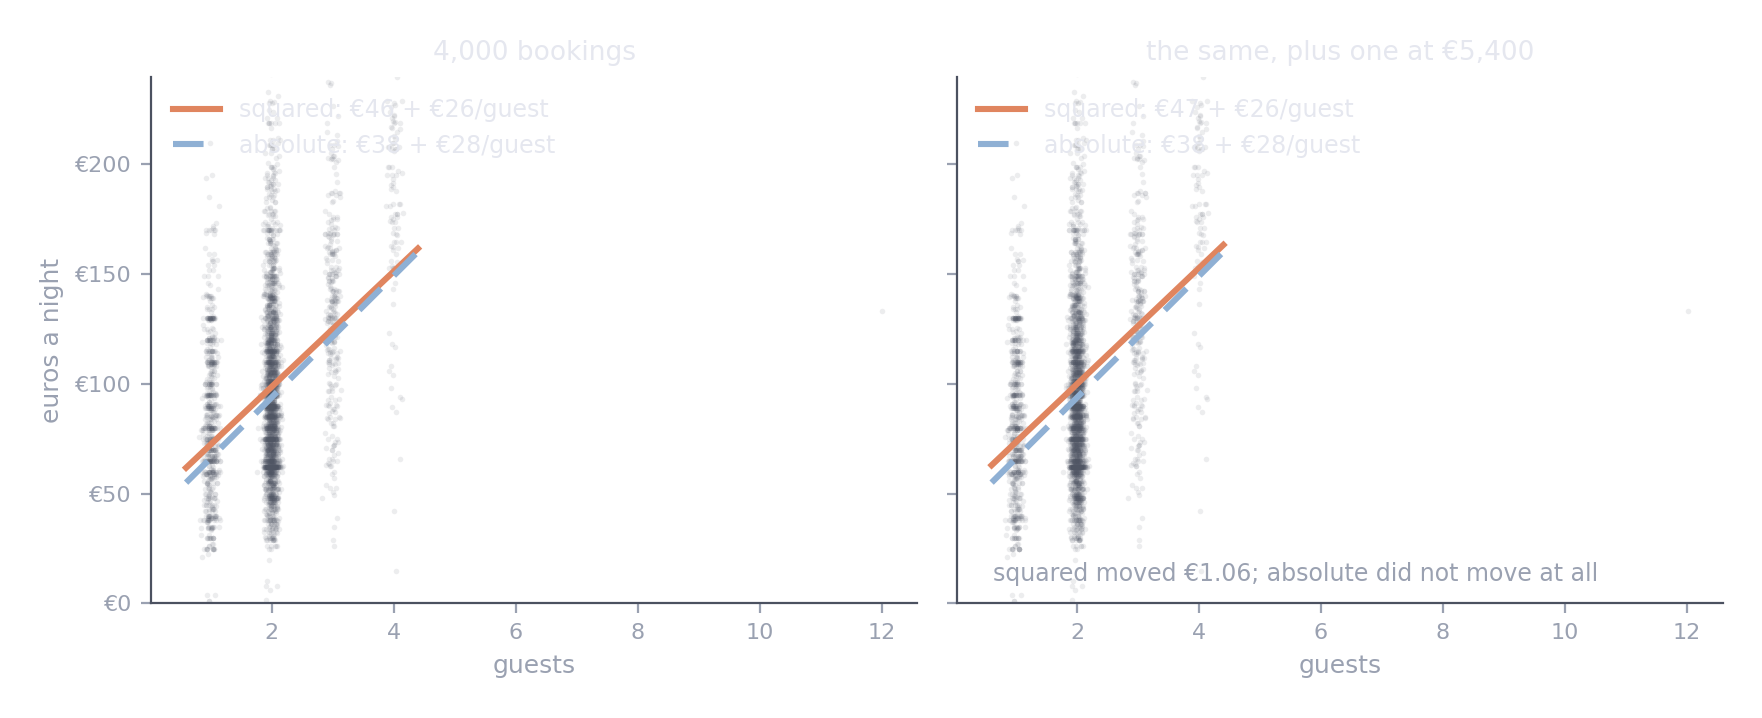 4,000 bookings
squared: €46 + €26/guest
absolute: €38 + €28/guest
€200
€150
€100
€50
€0
euros a night
2 4 6 8 10 12
guests
the same, plus one at €5,400
squared: €47 + €26/guest
absolute: €38 + €28/guest
squared moved €1.06; absolute did not move at all
2 4 6 8 10 12
guests